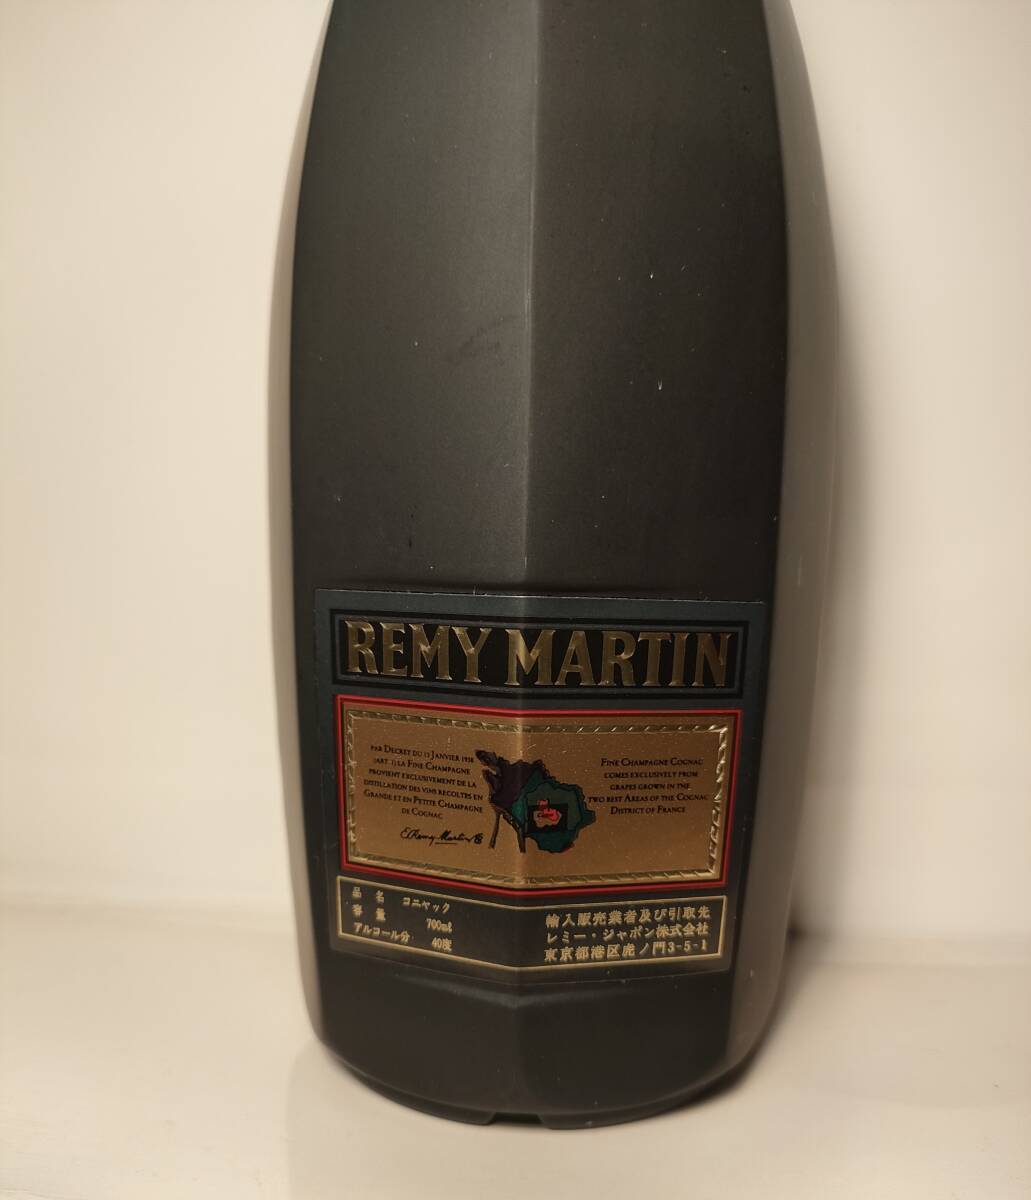 REMY MARTIN
PAR DECRET DU 13 JANVIER 1938
(ART. 1) LA FINE CHAMPAGNE
PROVIENT EXCLUSIVEMENT DE LA
DISTILLATION DES VINS RECOLTES EN
GRANDE ET EN PETITE CHAMPAGNE
DE COGNAC
E. Remy Martin
FINE CHAMPAGNE COGNAC
COMES EXCLUSIVELY FROM
GRAPES GROWN IN THE
TWO BEST AREAS OF THE COGNAC
DISTRICT OF FRANCE
品名 コニャック
容量 700ml
アルコール分 40度
輸入販売業者及び引取先
レミー・ジャポン株式会社
東京都港区虎ノ門3-5-1